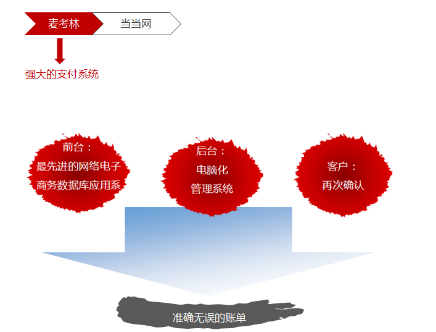 麦考林
当当网
强大的支付系统
前台：
最先进的网络电子
商务数据库应用系
后台：
电脑化
管理系统
客户：
再次确认
准确无误的账单